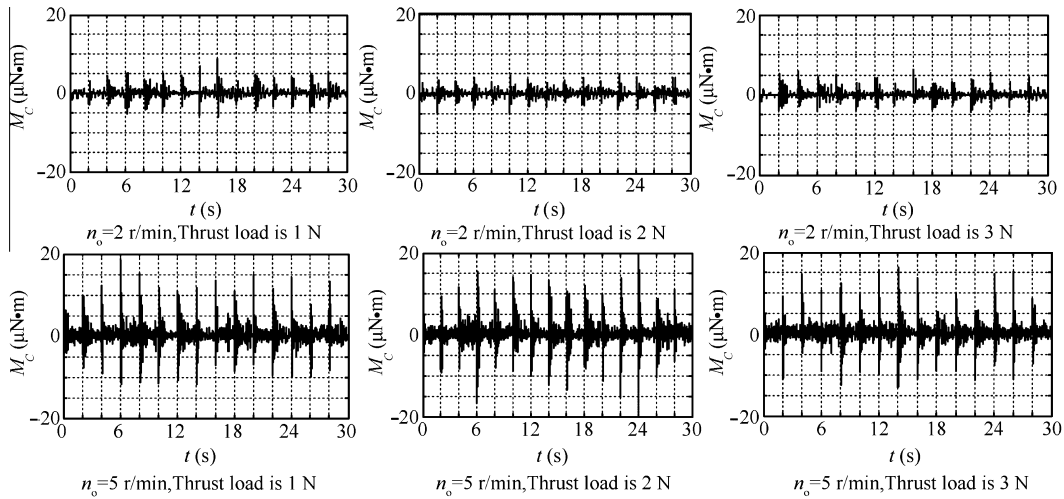 20
0
−20
M_C (μN•m)
0 6 12 18 24 30
t (s)
n_o=2 r/min,Thrust load is 1 N
20
0
−20
M_C (μN•m)
0 6 12 18 24 30
t (s)
n_o=2 r/min,Thrust load is 2 N
20
0
−20
M_C (μN•m)
0 6 12 18 24 30
t (s)
n_o=2 r/min,Thrust load is 3 N
20
0
−20
M_C (μN•m)
0 6 12 18 24 30
t (s)
n_o=5 r/min,Thrust load is 1 N
20
0
−20
M_C (μN•m)
0 6 12 18 24 30
t (s)
n_o=5 r/min,Thrust load is 2 N
20
0
−20
M_C (μN•m)
0 6 12 18 24 30
t (s)
n_o=5 r/min,Thrust load is 3 N